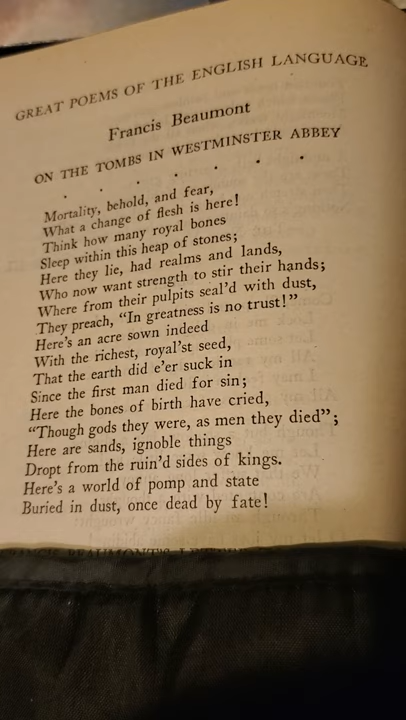 GREAT POEMS OF THE ENGLISH LANGUAGE
Francis Beaumont
ON THE TOMBS IN WESTMINSTER ABBEY
. . . . . . .
Mortality, behold, and fear,
What a change of flesh is here!
Think how many royal bones
Sleep within this heap of stones;
Here they lie, had realms and lands,
Who now want strength to stir their hands;
Where from their pulpits seal'd with dust,
They preach, "In greatness is no trust!"
Here's an acre sown indeed
With the richest, royal'st seed,
That the earth did e'er suck in
Since the first man died for sin;
Here the bones of birth have cried,
"Though gods they were, as men they died";
Here are sands, ignoble things
Dropt from the ruin'd sides of kings.
Here's a world of pomp and state
Buried in dust, once dead by fate!